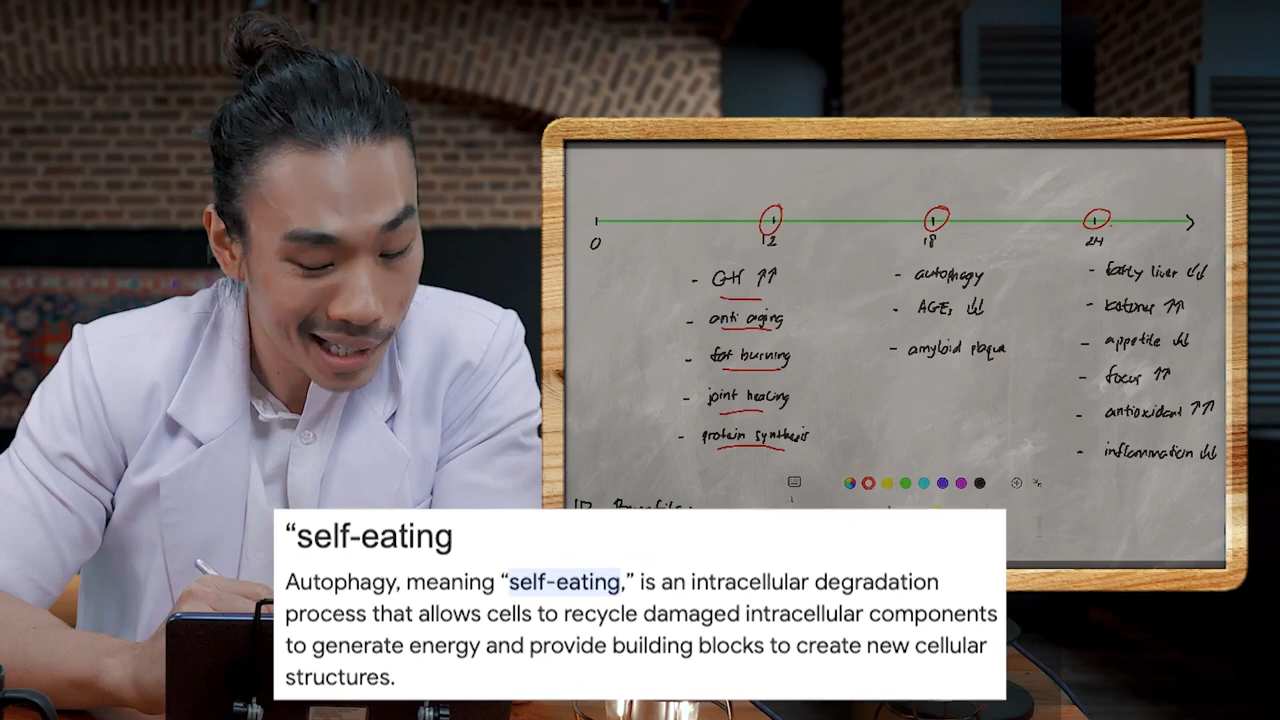 0
12
18
24
- GH ↑↑
- anti aging
- fat burning
- joint healing
- protein synthesis
- autophagy
- AGEs ↓↓
- amyloid plaque
- fatty liver ↓↓
- ketones ↑↑
- appetite ↓↓
- focus ↑↑
- antioxidant ↑↑
- inflammation ↓↓
“self-eating
Autophagy, meaning “self-eating,” is an intracellular degradation
process that allows cells to recycle damaged intracellular components
to generate energy and provide building blocks to create new cellular
structures.